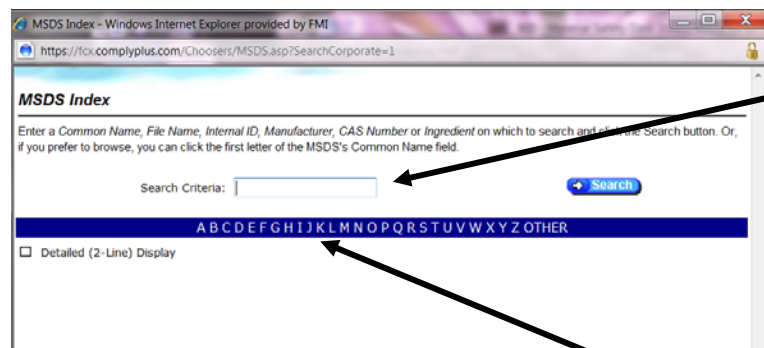 MSDS Index - Windows Internet Explorer provided by FMI
https://fcx.complyplus.com/Choosers/MSDS.asp?SearchCorporate=1
MSDS Index
Enter a Common Name, File Name, Internal ID, Manufacturer, CAS Number or Ingredient on which to search and click the Search button. Or,
if you prefer to browse, you can click the first letter of the MSDS's Common Name field.
Search Criteria: Search
A B C D E F G H I J K L M N O P Q R S T U V W X Y Z OTHER
Detailed (2-Line) Display